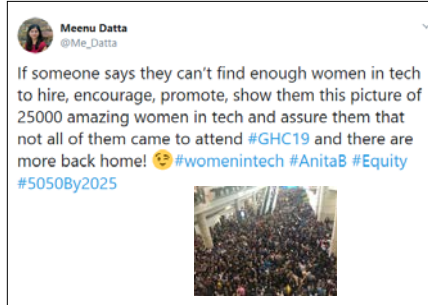 Meenu Datta
@Me_Datta
If someone says they can't find enough women in tech
to hire, encourage, promote, show them this picture of
25000 amazing women in tech and assure them that
not all of them came to attend #GHC19 and there are
more back home! 😉 #womenintech #AnitaB #Equity
#5050By2025